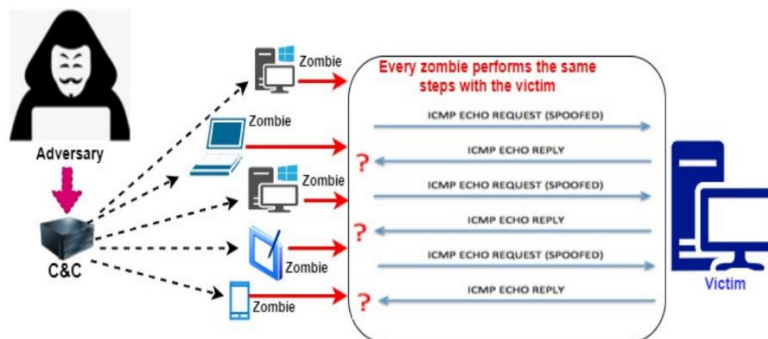 Zombie
Every zombie performs the same
steps with the victim
ICMP ECHO REQUEST (SPOOFED)
Zombie
Adversary
?
ICMP ECHO REPLY
Zombie
ICMP ECHO REQUEST (SPOOFED)
?
ICMP ECHO REPLY
C&C
Zombie
ICMP ECHO REQUEST (SPOOFED)
Victim
?
ICMP ECHO REPLY
Zombie